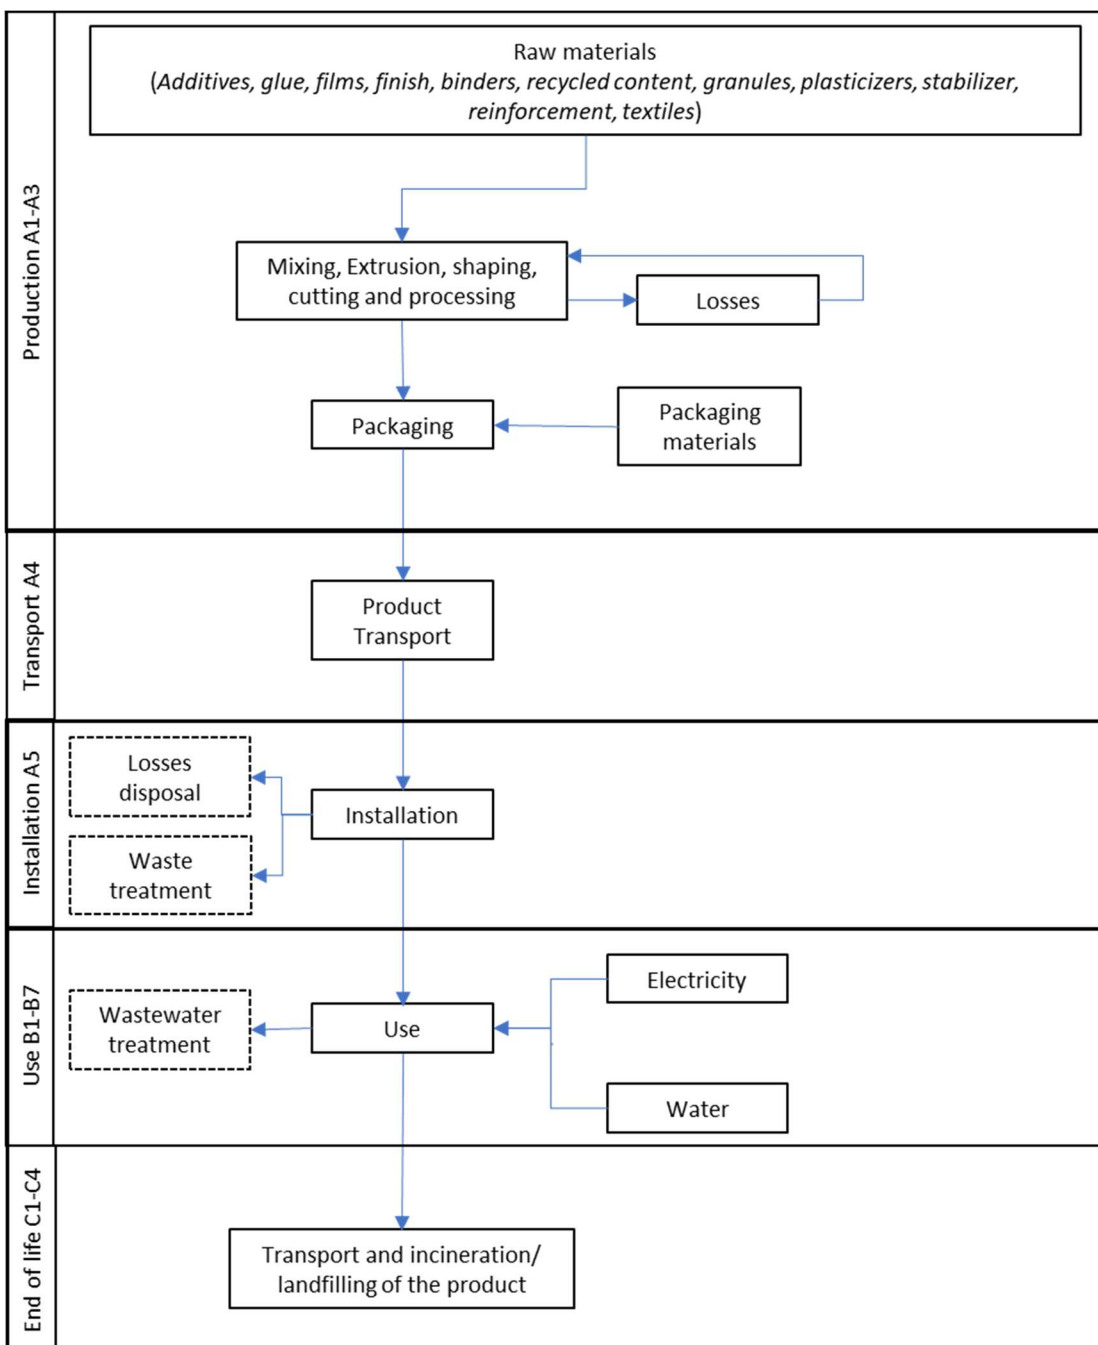 Production A1-A3
Raw materials
(Additives, glue, films, finish, binders, recycled content, granules, plasticizers, stabilizer,
reinforcement, textiles)
Mixing, Extrusion, shaping,
cutting and processing
Losses
Packaging
Packaging
materials
Transport A4
Product
Transport
Installation A5
Losses
disposal
Installation
Waste
treatment
Use B1-B7
Electricity
Wastewater
treatment
Use
Water
End of life C1-C4
Transport and incineration/
landfilling of the product